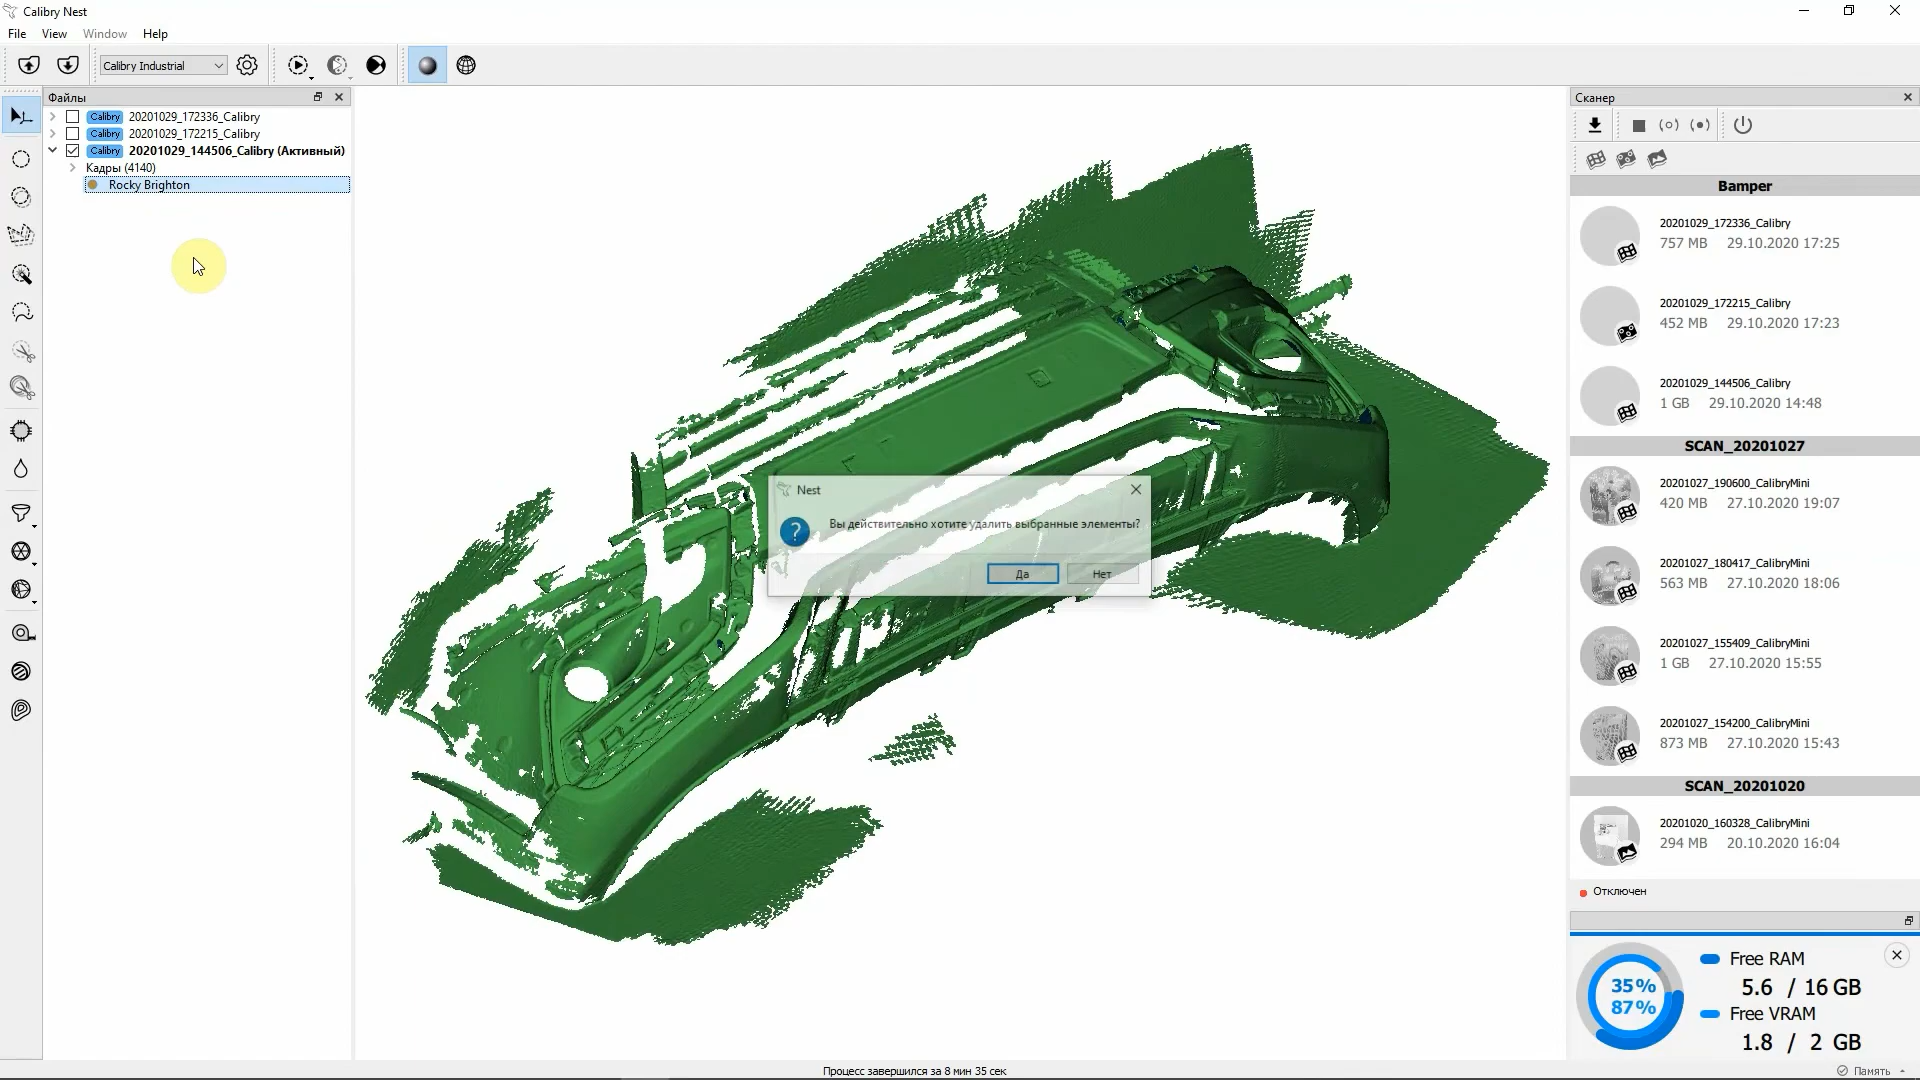 Calibry Nest
File View Window Help
Calibry Industrial
Файлы
Calibry 20201029_172336_Calibry
Calibry 20201029_172215_Calibry
Calibry 20201029_144506_Calibry (Активный)
Кадры (4140)
Rocky Brighton
Nest
Вы действительно хотите удалить выбранные элементы?
Да Нет
Сканер
Bamper
20201029_172336_Calibry
757 MB 29.10.2020 17:25
20201029_172215_Calibry
452 MB 29.10.2020 17:23
20201029_144506_Calibry
1 GB 29.10.2020 14:48
SCAN_20201027
20201027_190600_CalibryMini
420 MB 27.10.2020 19:07
20201027_180417_CalibryMini
563 MB 27.10.2020 18:06
20201027_155409_CalibryMini
1 GB 27.10.2020 15:55
20201027_154200_CalibryMini
873 MB 27.10.2020 15:43
SCAN_20201020
20201020_160328_CalibryMini
294 MB 20.10.2020 16:04
Отключен
35%
87%
Free RAM
5.6 / 16 GB
Free VRAM
1.8 / 2 GB
Процесс завершился за 8 мин 35 сек
Память